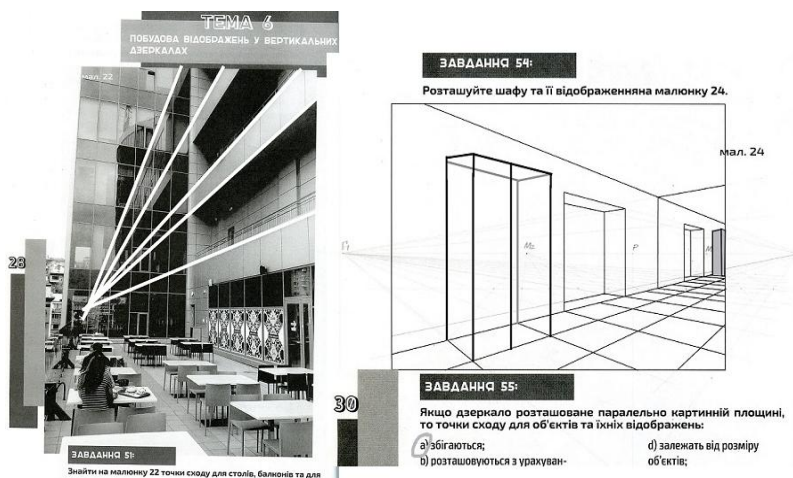 ТЕМА 6
ПОБУДОВА ВІДОБРАЖЕНЬ У ВЕРТИКАЛЬНИХ
ДЗЕРКАЛАХ
мал. 22
28
ЗАВДАННЯ 51:
Знайти на малюнку 22 точки сходу для столів, балконів та для
ЗАВДАННЯ 54:
Розташуйте шафу та її відображенняна малюнку 24.
мал. 24
M₂
P
M
30
ЗАВДАННЯ 55:
Якщо дзеркало розташоване паралельно картинній площині,
то точки сходу для об'єктів та їхніх відображень:
a) збігаються;
b) розташовуються з урахуван-
d) залежать від розміру
об'єктів;